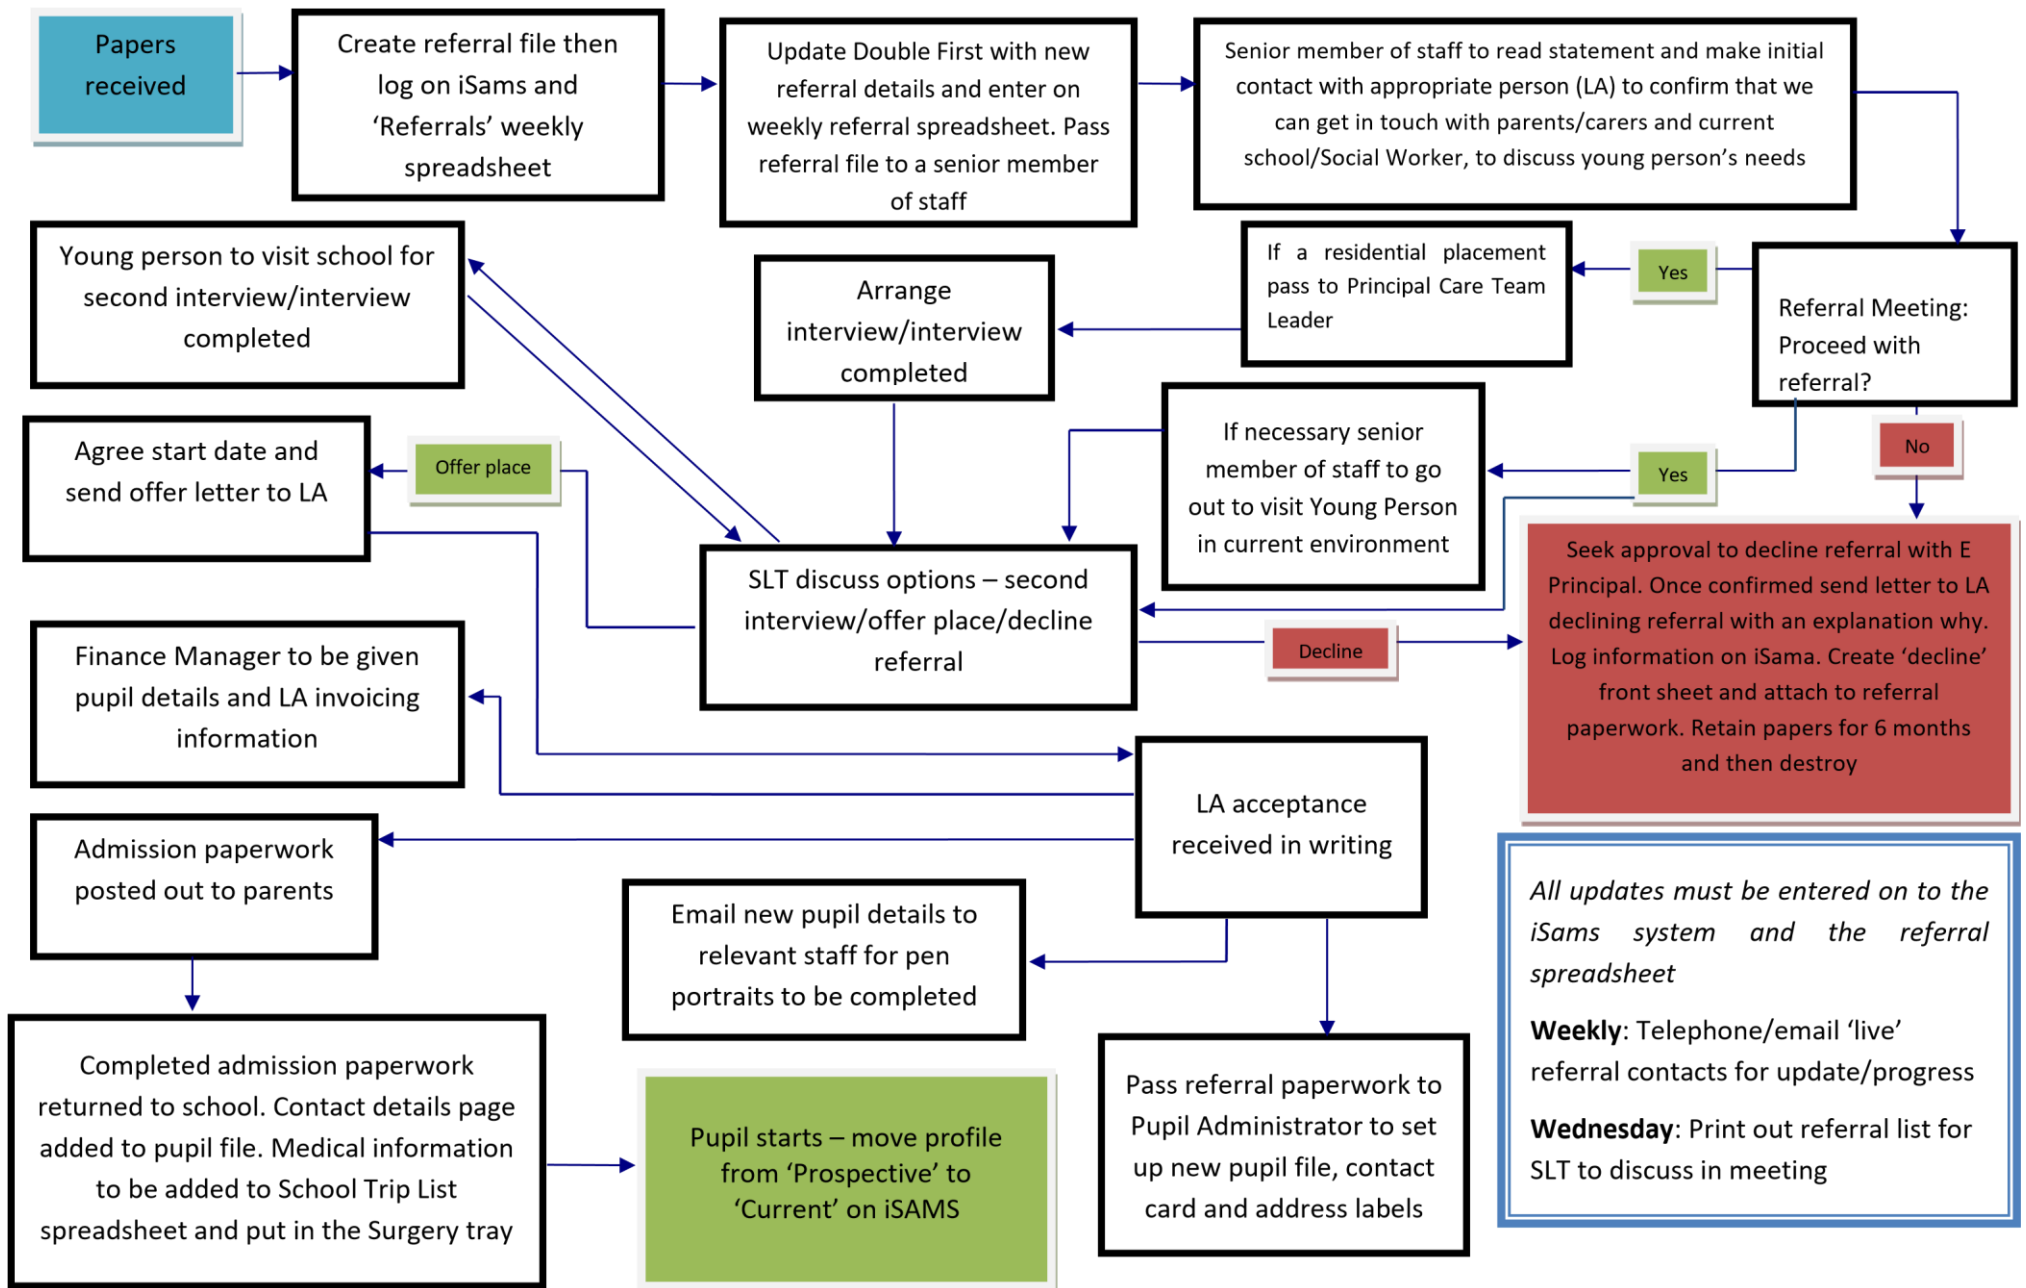 Papers
received
Create referral file then
log on iSams and
‘Referrals’ weekly
spreadsheet
Update Double First with new
referral details and enter on
weekly referral spreadsheet. Pass
referral file to a senior member
of staff
Senior member of staff to read statement and make initial
contact with appropriate person (LA) to confirm that we
can get in touch with parents/carers and current
school/Social Worker, to discuss young person’s needs
Young person to visit school for
second interview/interview
completed
Arrange
interview/interview
completed
If a residential placement
pass to Principal Care Team
Leader
Yes
Referral Meeting:
Proceed with
referral?
Agree start date and
send offer letter to LA
Offer place
If necessary senior
member of staff to go
out to visit Young Person
in current environment
Yes
No
SLT discuss options – second
interview/offer place/decline
referral
Decline
Seek approval to decline referral with E
Principal. Once confirmed send letter to LA
declining referral with an explanation why.
Log information on iSama. Create ‘decline’
front sheet and attach to referral
paperwork. Retain papers for 6 months
and then destroy
Finance Manager to be given
pupil details and LA invoicing
information
LA acceptance
received in writing
Admission paperwork
posted out to parents
Email new pupil details to
relevant staff for pen
portraits to be completed
All updates must be entered on to the
iSams system and the referral
spreadsheet
Weekly: Telephone/email ‘live’
referral contacts for update/progress
Wednesday: Print out referral list for
SLT to discuss in meeting
Completed admission paperwork
returned to school. Contact details page
added to pupil file. Medical information
to be added to School Trip List
spreadsheet and put in the Surgery tray
Pupil starts – move profile
from ‘Prospective’ to
‘Current’ on iSAMS
Pass referral paperwork to
Pupil Administrator to set
up new pupil file, contact
card and address labels